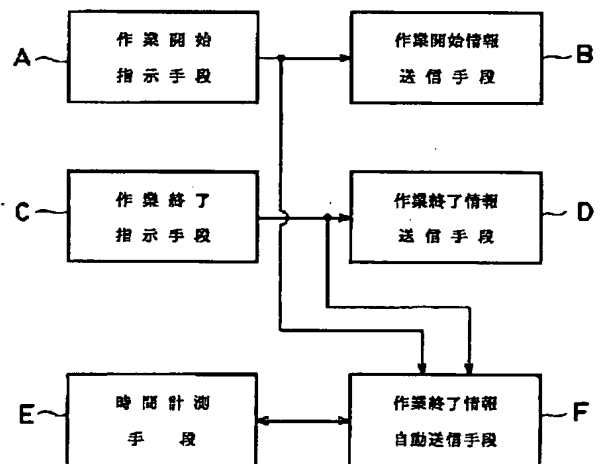 A
作業開始
指示手段
作業開始情報
送信手段
B
C
作業終了
指示手段
作業終了情報
送信手段
D
E
時間計測
手段
作業終了情報
自動送信手段
F